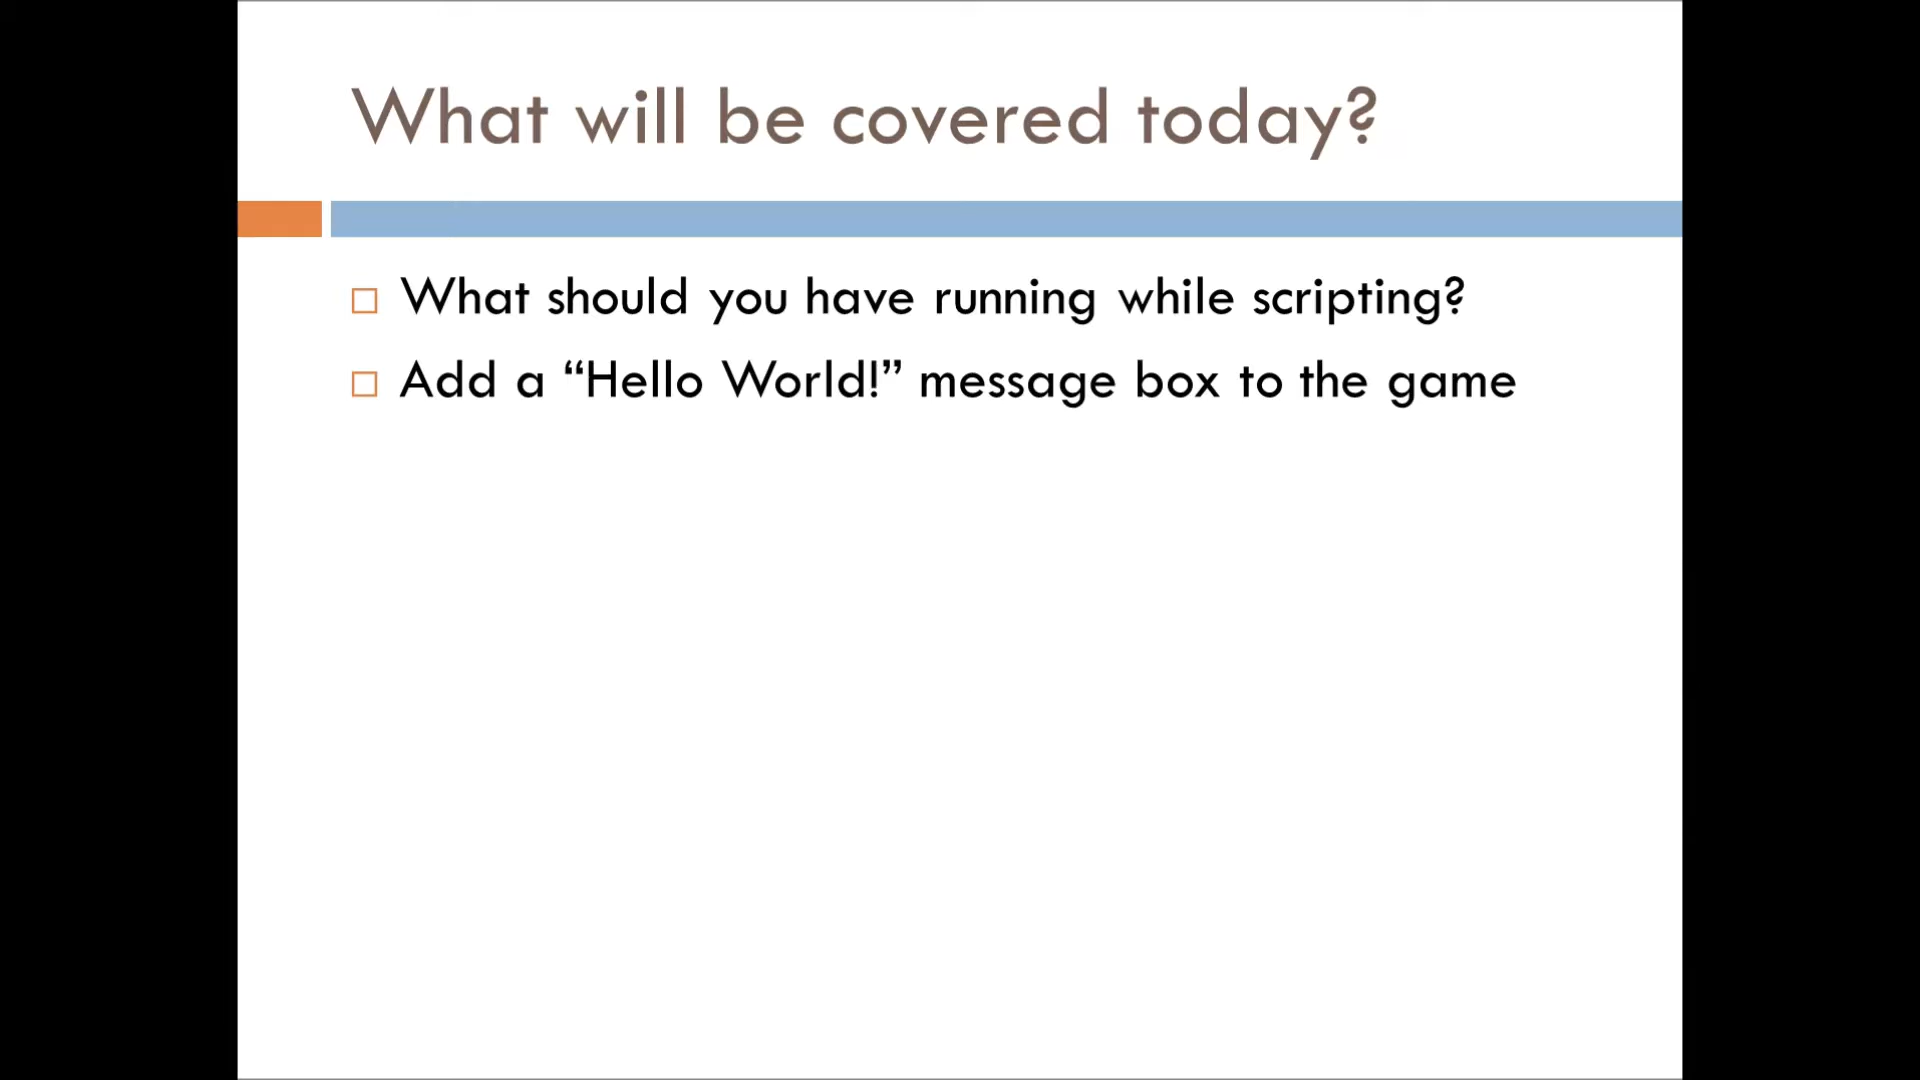 What will be covered today?
What should you have running while scripting?
Add a “Hello World!” message box to the game